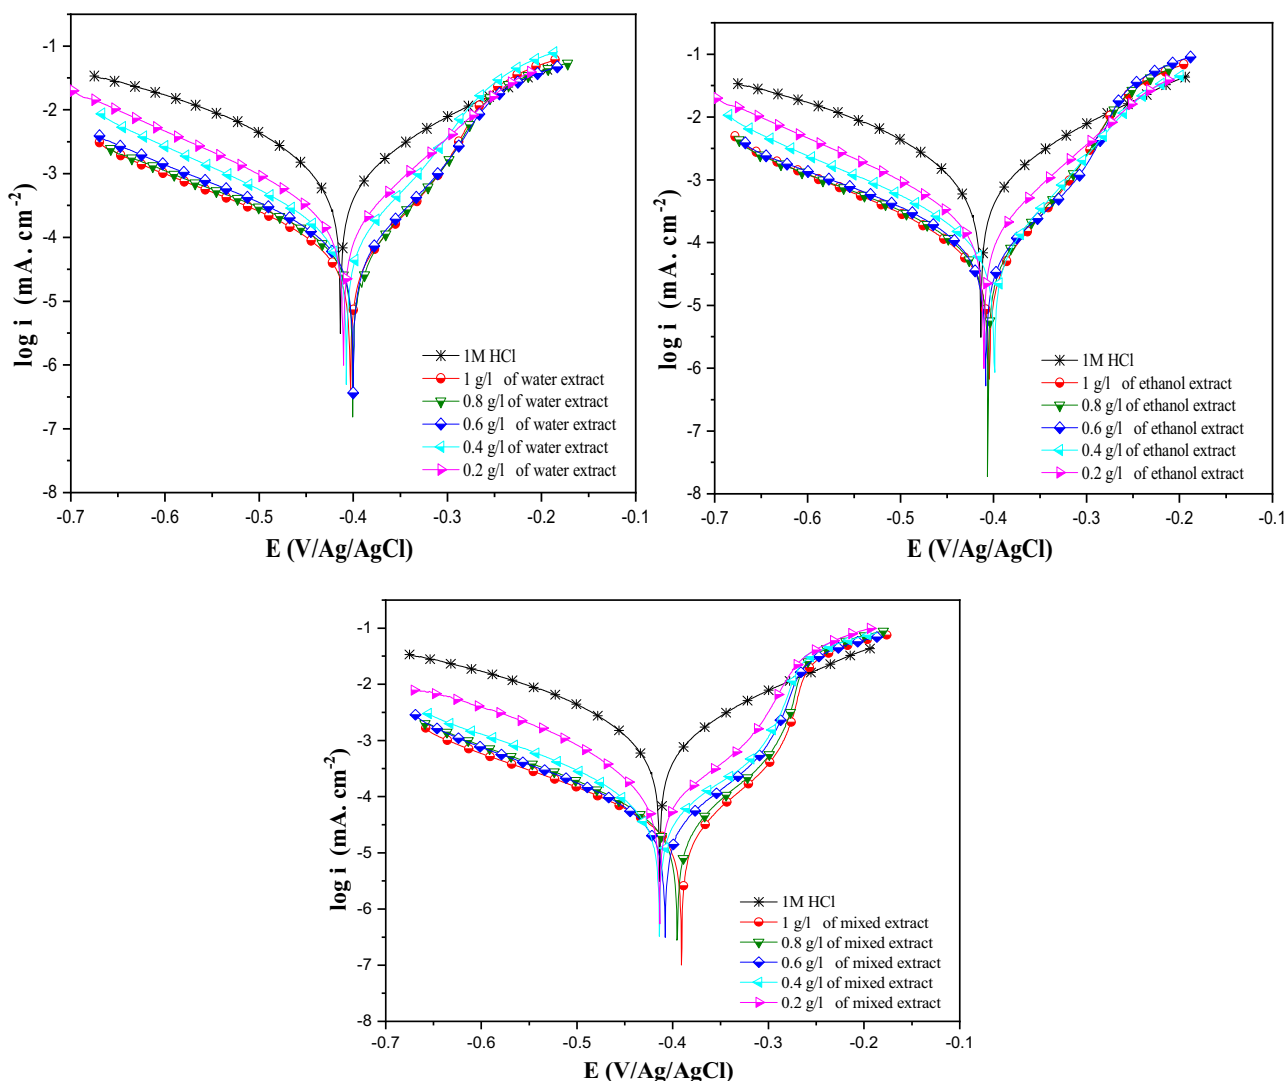 -1
-2
-3
-4
-5
-6
-7
-8
log i (mA. cm-2)
1M HCl
1 g/l of water extract
0.8 g/l of water extract
0.6 g/l of water extract
0.4 g/l of water extract
0.2 g/l of water extract
-0.7 -0.6 -0.5 -0.4 -0.3 -0.2 -0.1
E (V/Ag/AgCl)
-1
-2
-3
-4
-5
-6
-7
-8
log i (mA. cm-2)
1M HCl
1 g/l of ethanol extract
0.8 g/l of ethanol extract
0.6 g/l of ethanol extract
0.4 g/l of ethanol extract
0.2 g/l of ethanol extract
-0.7 -0.6 -0.5 -0.4 -0.3 -0.2 -0.1
E (V/Ag/AgCl)
-1
-2
-3
-4
-5
-6
-7
-8
log i (mA. cm-2)
1M HCl
1 g/l of mixed extract
0.8 g/l of mixed extract
0.6 g/l of mixed extract
0.4 g/l of mixed extract
0.2 g/l of mixed extract
-0.7 -0.6 -0.5 -0.4 -0.3 -0.2 -0.1
E (V/Ag/AgCl)